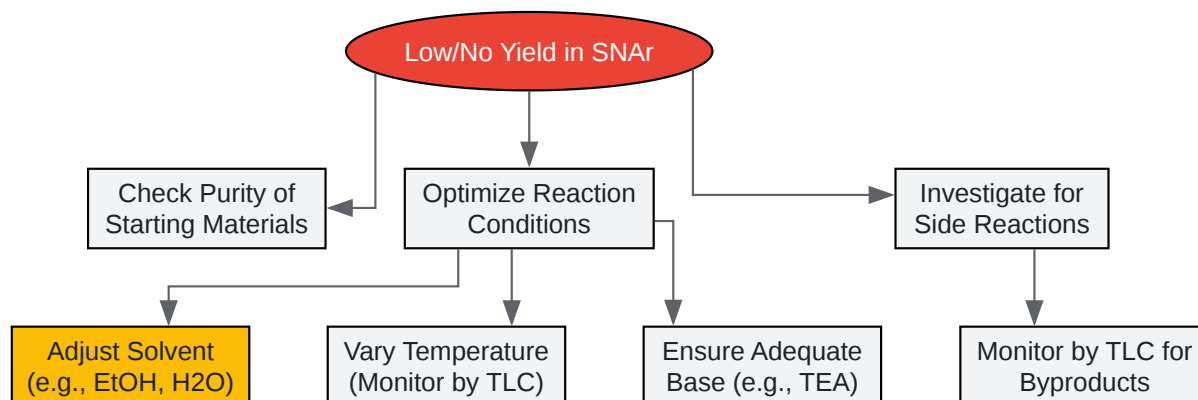 Low/No Yield in SNAr
Check Purity of
Starting Materials
Optimize Reaction
Conditions
Investigate for
Side Reactions
Adjust Solvent
(e.g., EtOH, H2O)
Vary Temperature
(Monitor by TLC)
Ensure Adequate
Base (e.g., TEA)
Monitor by TLC for
Byproducts